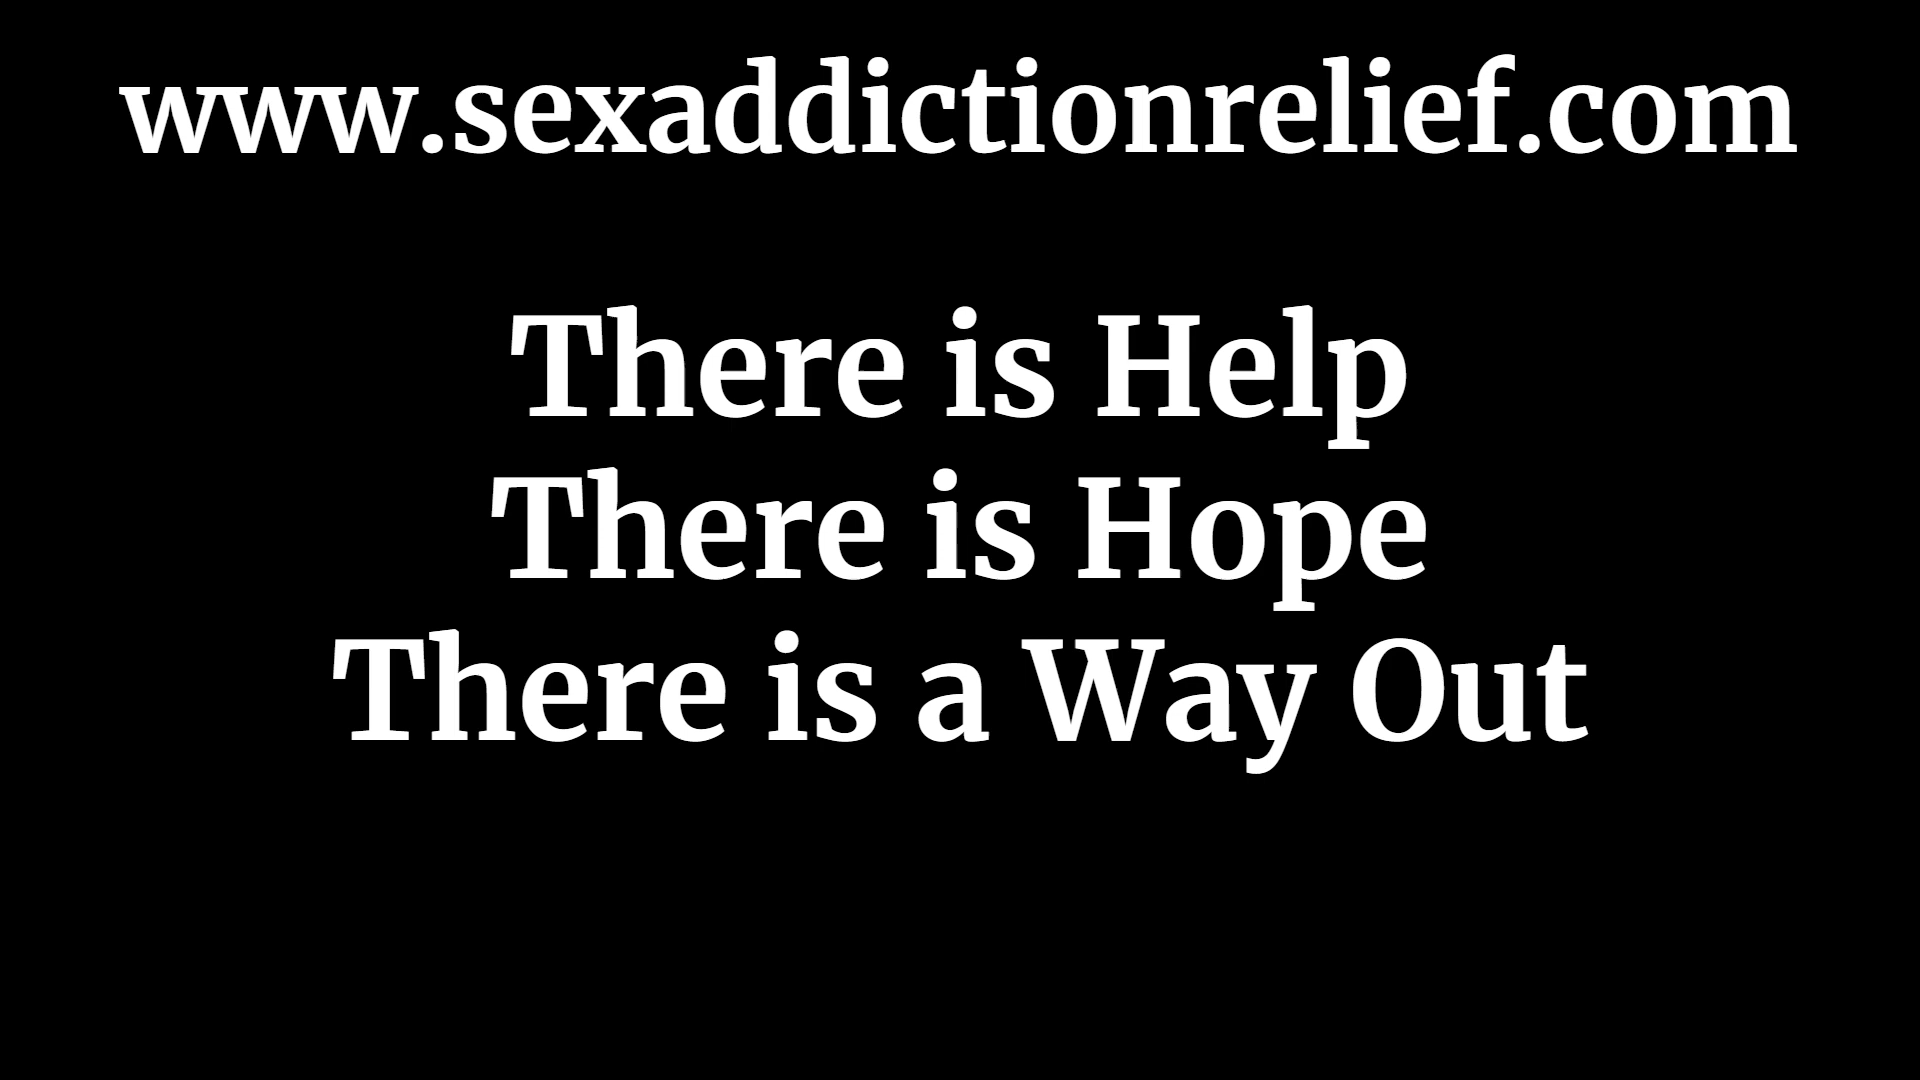 www.sexaddictionrelief.com
There is Help
There is Hope
There is a Way Out